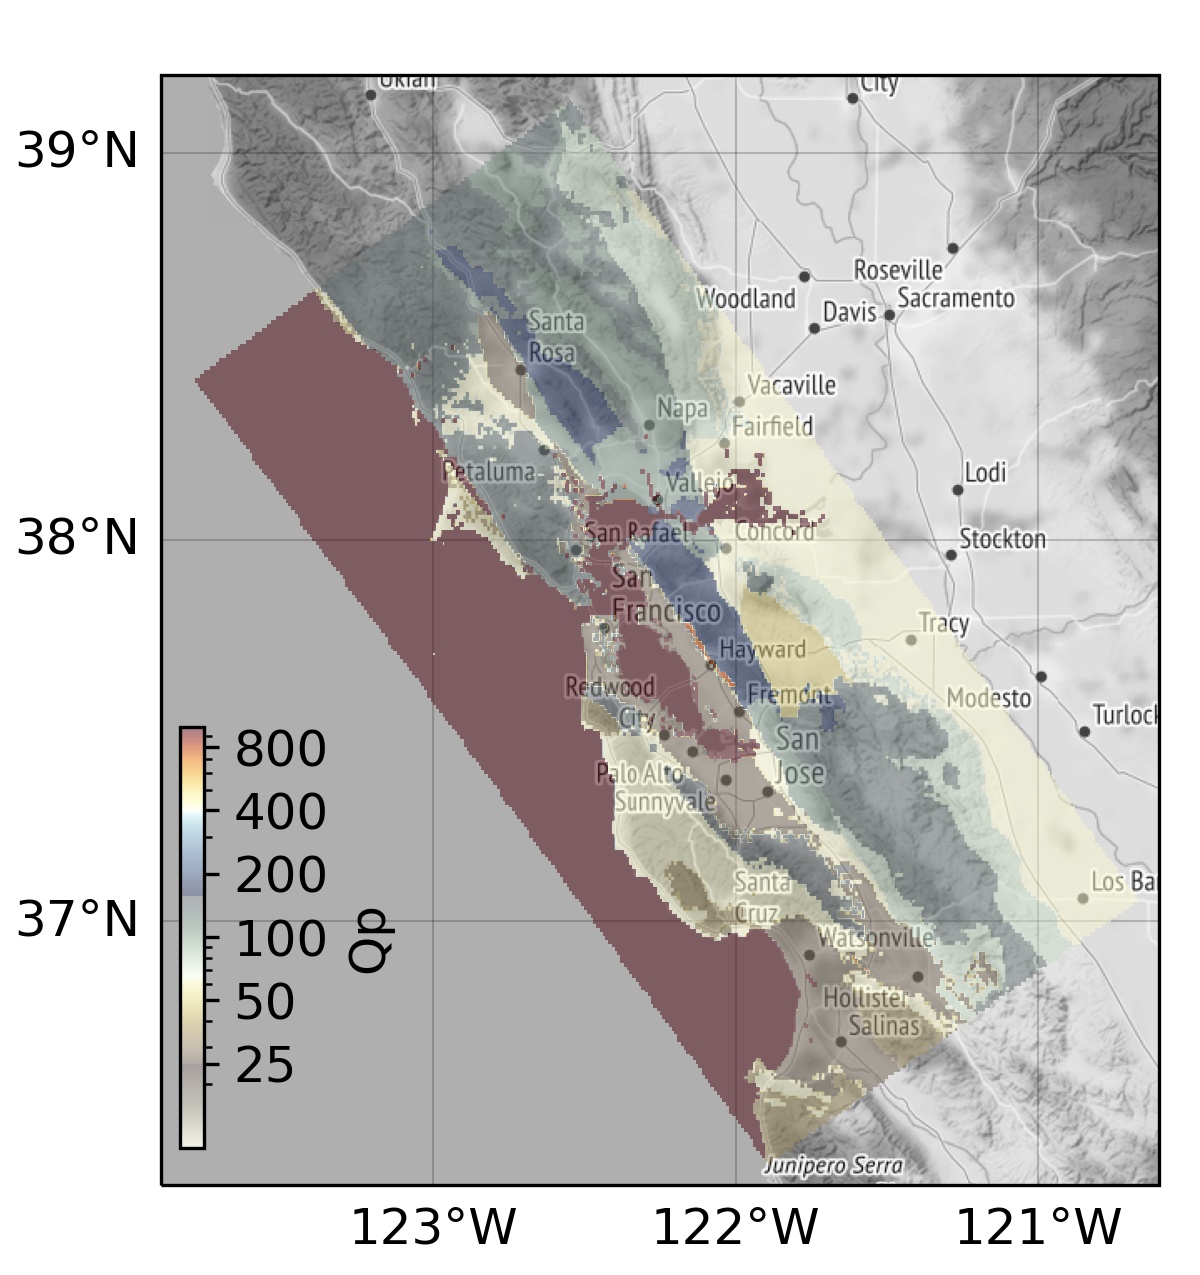 Ukiah
City
39°N
Roseville
Woodland
Sacramento
Davis
Santa
Rosa
Vacaville
Napa
Fairfield
Petaluma
Vallejo
Lodi
San Rafael
Concord
38°N
Stockton
San
Francisco
Tracy
Hayward
Redwood
City
Fremont
Modesto
Turlock
San
Jose
Palo Alto
Sunnyvale
800
400
200
100
50
25
Qp
Santa
Cruz
Los Ba
37°N
Watsonville
Hollister
Salinas
Junipero Serra
123°W
122°W
121°W